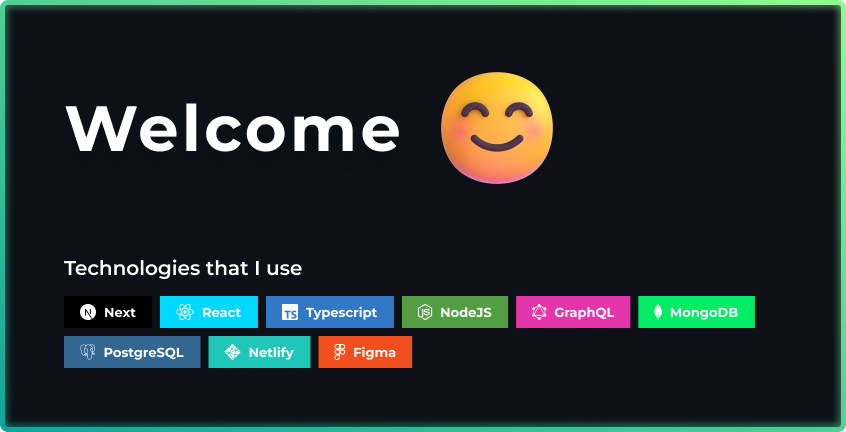 Welcome
Technologies that I use
Next React TS Typescript NodeJS GraphQL MongoDB
PostgreSQL Netlify Figma